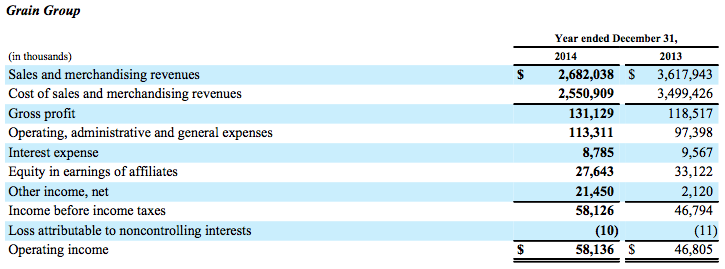 Grain Group
Year ended December 31,
(in thousands) 2014 2013
Sales and merchandising revenues $ 2,682,038 $ 3,617,943
Cost of sales and merchandising revenues 2,550,909 3,499,426
Gross profit 131,129 118,517
Operating, administrative and general expenses 113,311 97,398
Interest expense 8,785 9,567
Equity in earnings of affiliates 27,643 33,122
Other income, net 21,450 2,120
Income before income taxes 58,126 46,794
Loss attributable to noncontrolling interests (10) (11)
Operating income $ 58,136 $ 46,805